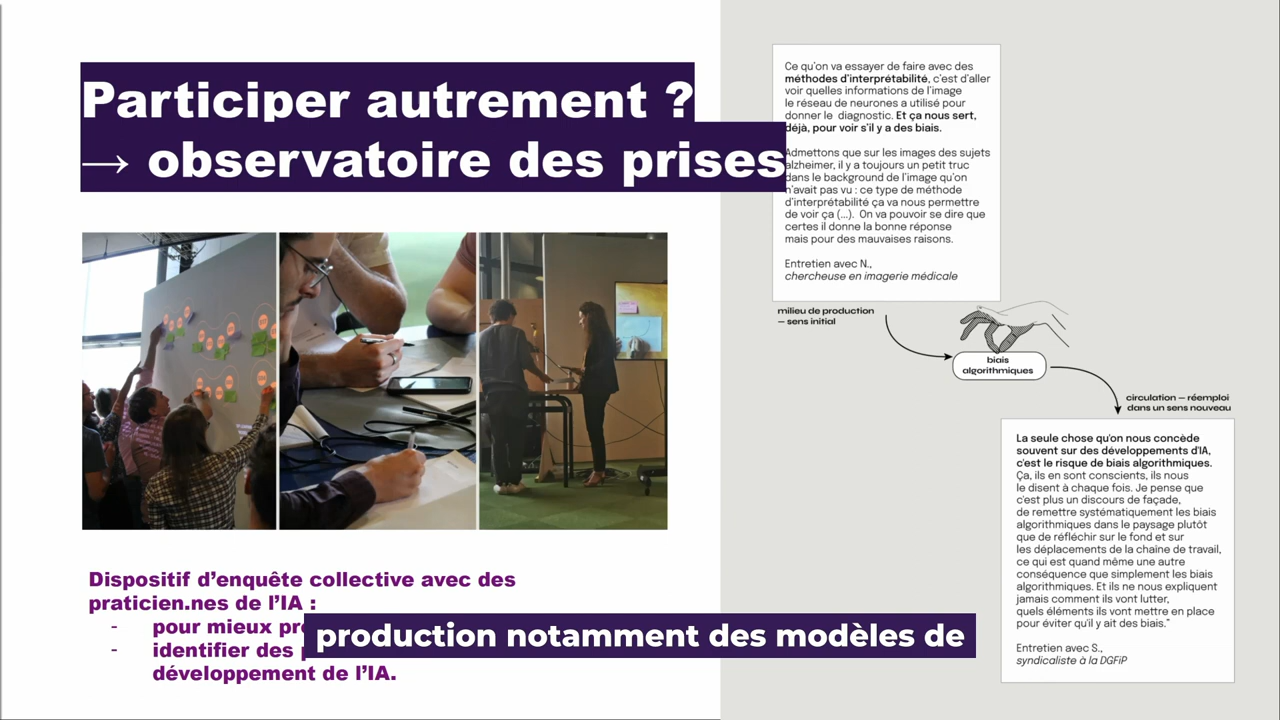 Participer autrement ?
→ observatoire des prises
Ce qu'on va essayer de faire avec des
méthodes d'interprétabilité, c'est d'aller
voir quelles informations de l'image
le réseau de neurones a utilisé pour
donner le diagnostic. Et ça nous sert,
déjà, pour voir s'il y a des biais.
Admettons que sur les images des sujets
alzheimer, il y a toujours un petit truc
dans le background de l'image qu'on
n'avait pas vu : ce type de méthode
d'interprétabilité ça va nous permettre
de voir ça (...). On va pouvoir se dire que
certes il donne la bonne réponse
mais pour des mauvaises raisons.
Entretien avec N.,
chercheuse en imagerie médicale
milieu de production
— sens initial
biais
algorithmiques
circulation — réemploi
dans un sens nouveau
La seule chose qu'on nous concède
souvent sur des développements d'IA,
c'est le risque de biais algorithmiques.
Ça, ils en sont conscients, ils nous
le disent à chaque fois. Je pense que
c'est plus un discours de façade,
de remettre systématiquement les biais
algorithmiques dans le paysage plutôt
que de réfléchir sur le fond et sur
les déplacements de la chaîne de travail,
ce qui est quand même une autre
conséquence que simplement les biais
algorithmiques. Et ils ne nous expliquent
jamais comment ils vont lutter,
quels éléments ils vont mettre en place
pour éviter qu'il y ait des biais."
Entretien avec S.,
syndicaliste à la DGFiP
Dispositif d'enquête collective avec des
praticien.nes de l'IA :
- pour mieux
- identifier des
développement de l'IA.
production notamment des modèles de